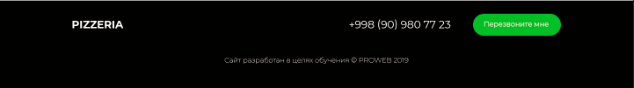 PIZZERIA
+998 (90) 980 77 23
Перезвоните мне
Сайт разработан в целях обучения © PROWEB 2019